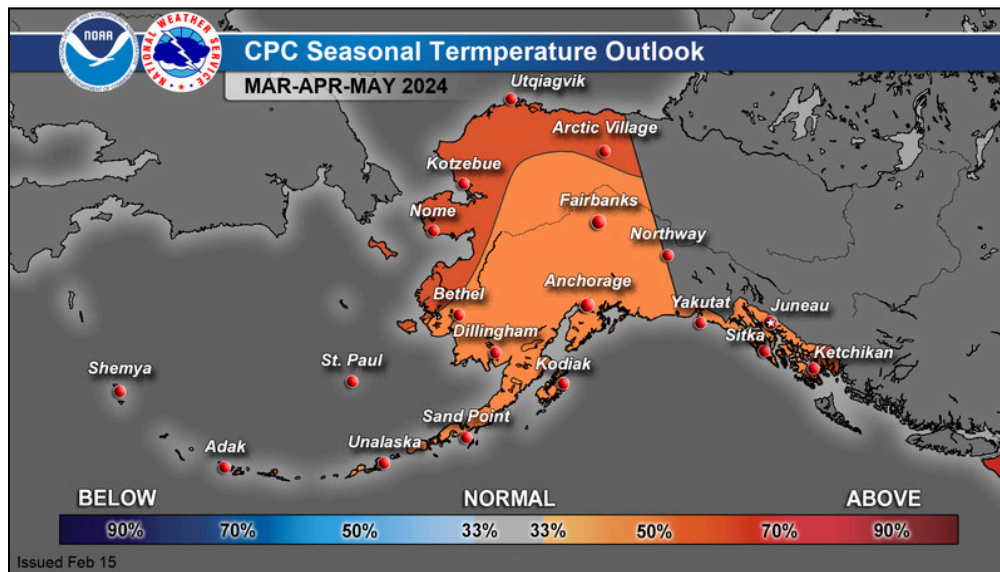 NOAA
NATIONAL WEATHER SERVICE
CPC Seasonal Termperature Outlook
MAR-APR-MAY 2024
Utqiagvik
Arctic Village
Kotzebue
Fairbanks
Nome
Northway
Anchorage
Bethel
Yakutat
Juneau
Dillingham
Sitka
St. Paul
Kodiak
Ketchikan
Shemya
Sand Point
Unalaska
Adak
BELOW NORMAL ABOVE
90% 70% 50% 33% 33% 50% 70% 90%
Issued Feb 15